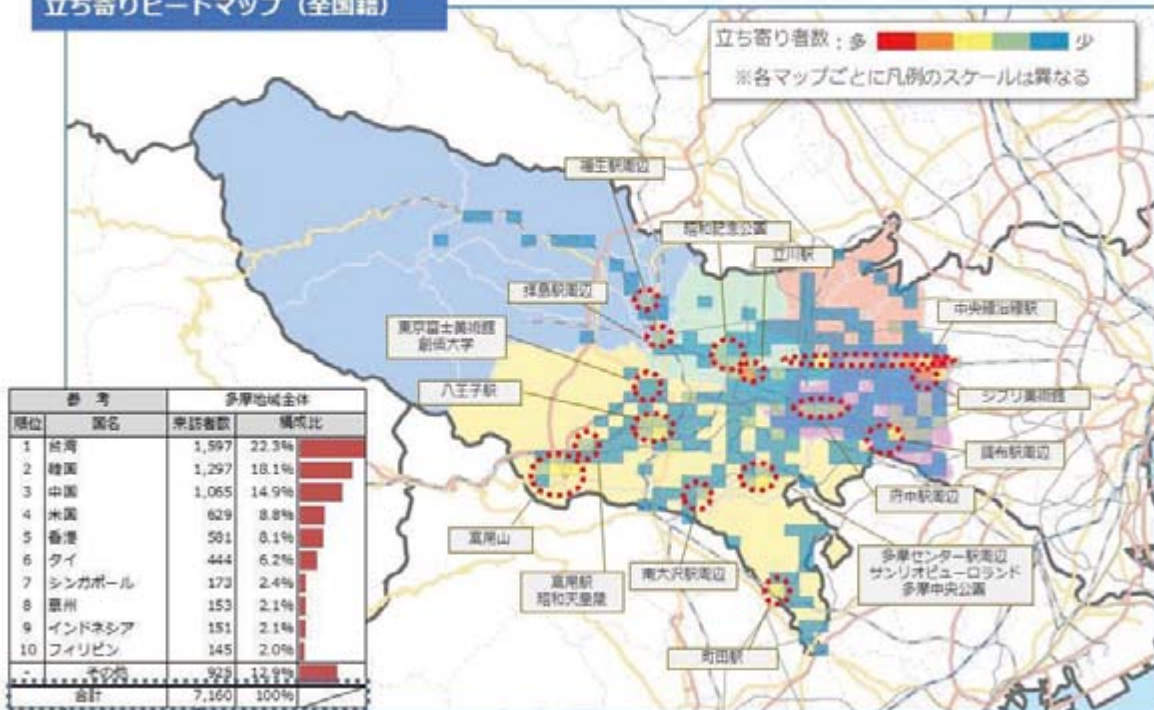 立ち寄りヒートマップ（全国籍）
立ち寄り者数：多
少
※各マップごとに凡例のスケールは異なる
福生駅周辺
昭和記念公園
立川駅
拝島駅周辺
中央線沿線駅
東京富士美術館
創価大学
八王子駅
ジブリ美術館
調布駅周辺
府中駅周辺
高尾山
高尾駅
昭和天皇陵
南大沢駅周辺
多摩センター駅周辺
サンリオピューロランド
多摩中央公園
町田駅
参 考 多摩地域全体
順位 国名 来訪者数 構成比
1 台湾 1,597 22.3%
2 韓国 1,297 18.1%
3 中国 1,065 14.9%
4 米国 629 8.8%
5 香港 581 8.1%
6 タイ 444 6.2%
7 シンガポール 173 2.4%
8 豪州 153 2.1%
9 インドネシア 151 2.1%
10 フィリピン 145 2.0%
- その他 925 12.9%
合計 7,160 100%